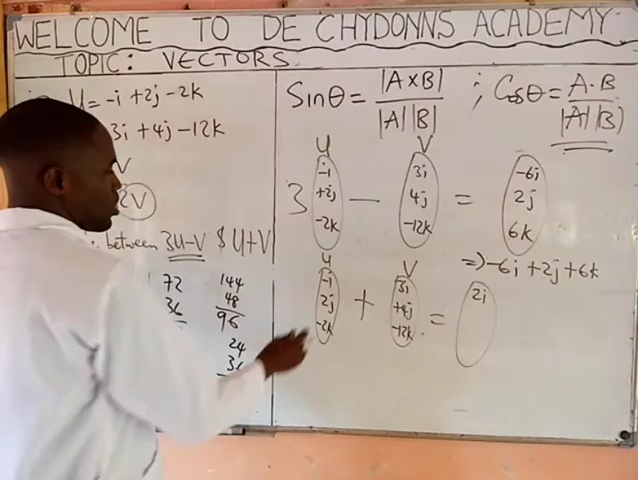 WELCOME TO DE CHYDONNS ACADEMY
TOPIC: VECTORS
U = -i + 2j - 2k
3i + 4j - 12k
V
2V
between 3U-V $ U+V
72 144
36 48
96
24
Sinθ = |A×B| / |A||B| ; Cosθ = A.B / |A||B|
U V
3 (-i +2j -2k) - (3i 4j -12k) = (-6i 2j 6k)
=> -6i + 2j + 6k
U V
(-i 2j -2k) + (3i +4j -12k) = (2i